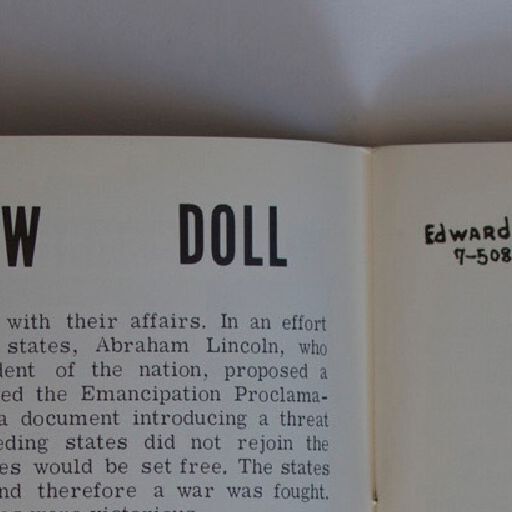 W DOLL
with their affairs. In an effort
states, Abraham Lincoln, who
dent of the nation, proposed a
ed the Emancipation Proclama-
a document introducing a threat
eding states did not rejoin the
es would be set free. The states
nd therefore a war was fought.
Edward
7-508